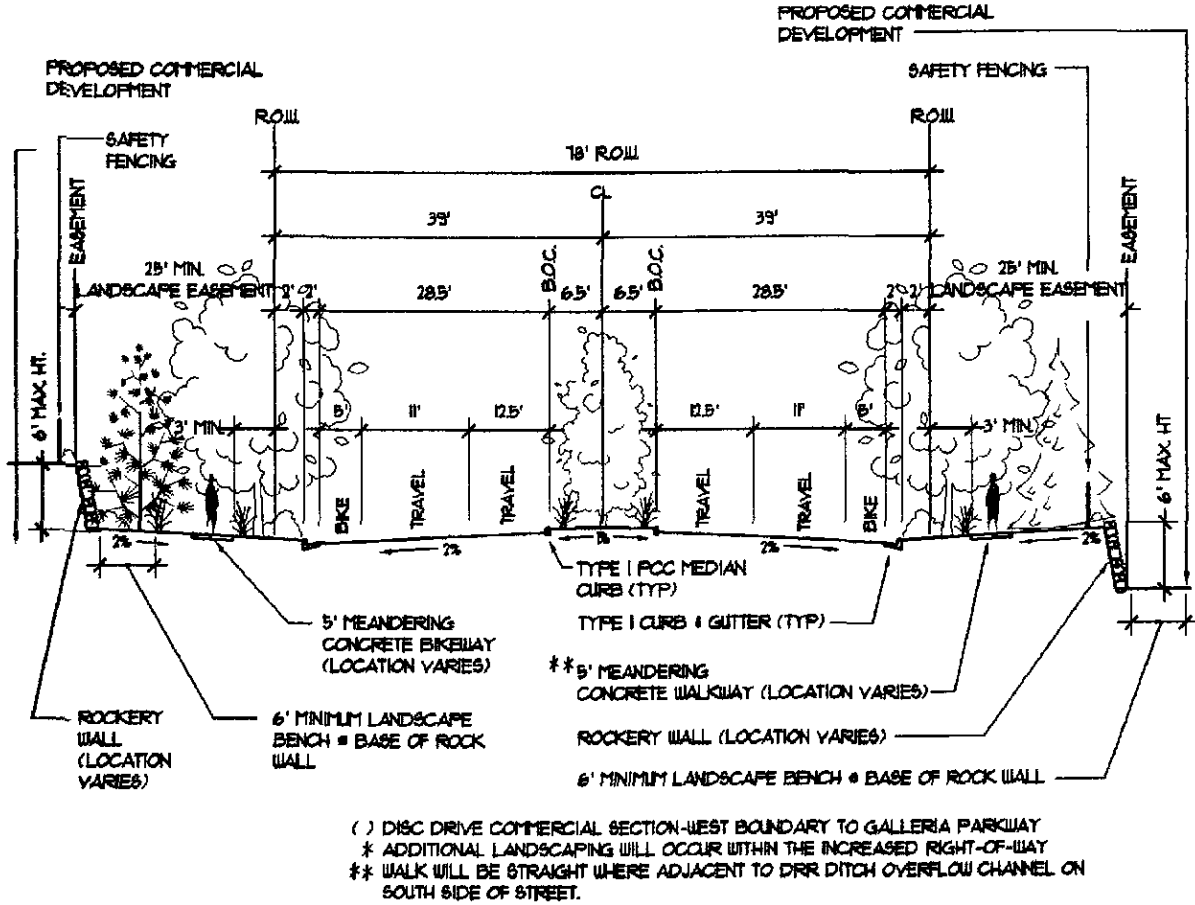 PROPOSED COMMERCIAL
DEVELOPMENT
PROPOSED COMMERCIAL
DEVELOPMENT
SAFETY FENCING
SAFETY
FENCING
R.O.W.
R.O.W.
78' R.O.W.
CL
39'
39'
EASEMENT
EASEMENT
25' MIN.
LANDSCAPE EASEMENT
2'
2'
28.5'
B.O.C.
6.5'
6.5'
B.O.C.
28.5'
2'
2'
25' MIN.
LANDSCAPE EASEMENT
6' MAX. HT.
3' MIN.
5'
11'
12.5'
12.5'
11'
5'
3' MIN.
6' MAX. HT
BIKE
TRAVEL
TRAVEL
TRAVEL
TRAVEL
BIKE
2%
2%
1%
2%
2%
TYPE 1 PCC MEDIAN
CURB (TYP)
5' MEANDERING
CONCRETE BIKEWAY
(LOCATION VARIES)
TYPE 1 CURB & GUTTER (TYP)
** 5' MEANDERING
CONCRETE WALKWAY (LOCATION VARIES)
ROCKERY
WALL
(LOCATION
VARIES)
6' MINIMUM LANDSCAPE
BENCH @ BASE OF ROCK
WALL
ROCKERY WALL (LOCATION VARIES)
6' MINIMUM LANDSCAPE BENCH @ BASE OF ROCK WALL
( ) DISC DRIVE COMMERCIAL SECTION-WEST BOUNDARY TO GALLERIA PARKWAY
* ADDITIONAL LANDSCAPING WILL OCCUR WITHIN THE INCREASED RIGHT-OF-WAY
** WALK WILL BE STRAIGHT WHERE ADJACENT TO DRR DITCH OVERFLOW CHANNEL ON
SOUTH SIDE OF STREET.